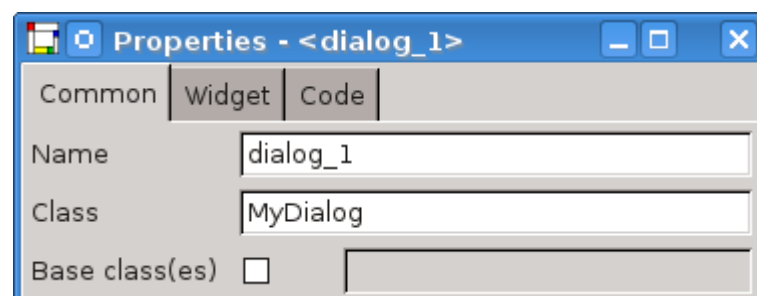 Properties - <dialog_1>
Common Widget Code
Name dialog_1
Class MyDialog
Base class(es)